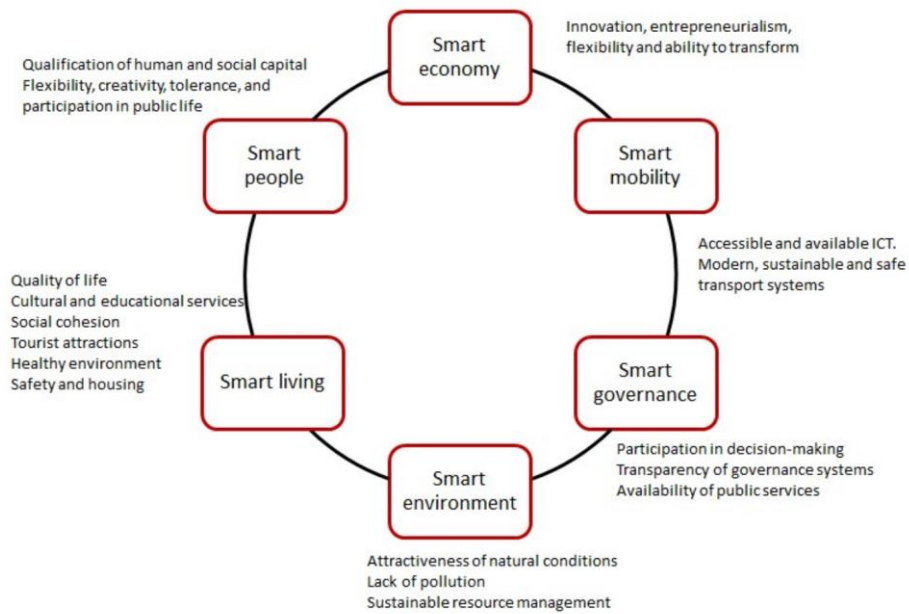 Smart
economy
Innovation, entrepreneurialism,
flexibility and ability to transform
Smart
mobility
Accessible and available ICT.
Modern, sustainable and safe
transport systems
Smart
governance
Participation in decision-making
Transparency of governance systems
Availability of public services
Smart
environment
Attractiveness of natural conditions
Lack of pollution
Sustainable resource management
Smart living
Quality of life
Cultural and educational services
Social cohesion
Tourist attractions
Healthy environment
Safety and housing
Smart
people
Qualification of human and social capital
Flexibility, creativity, tolerance, and
participation in public life